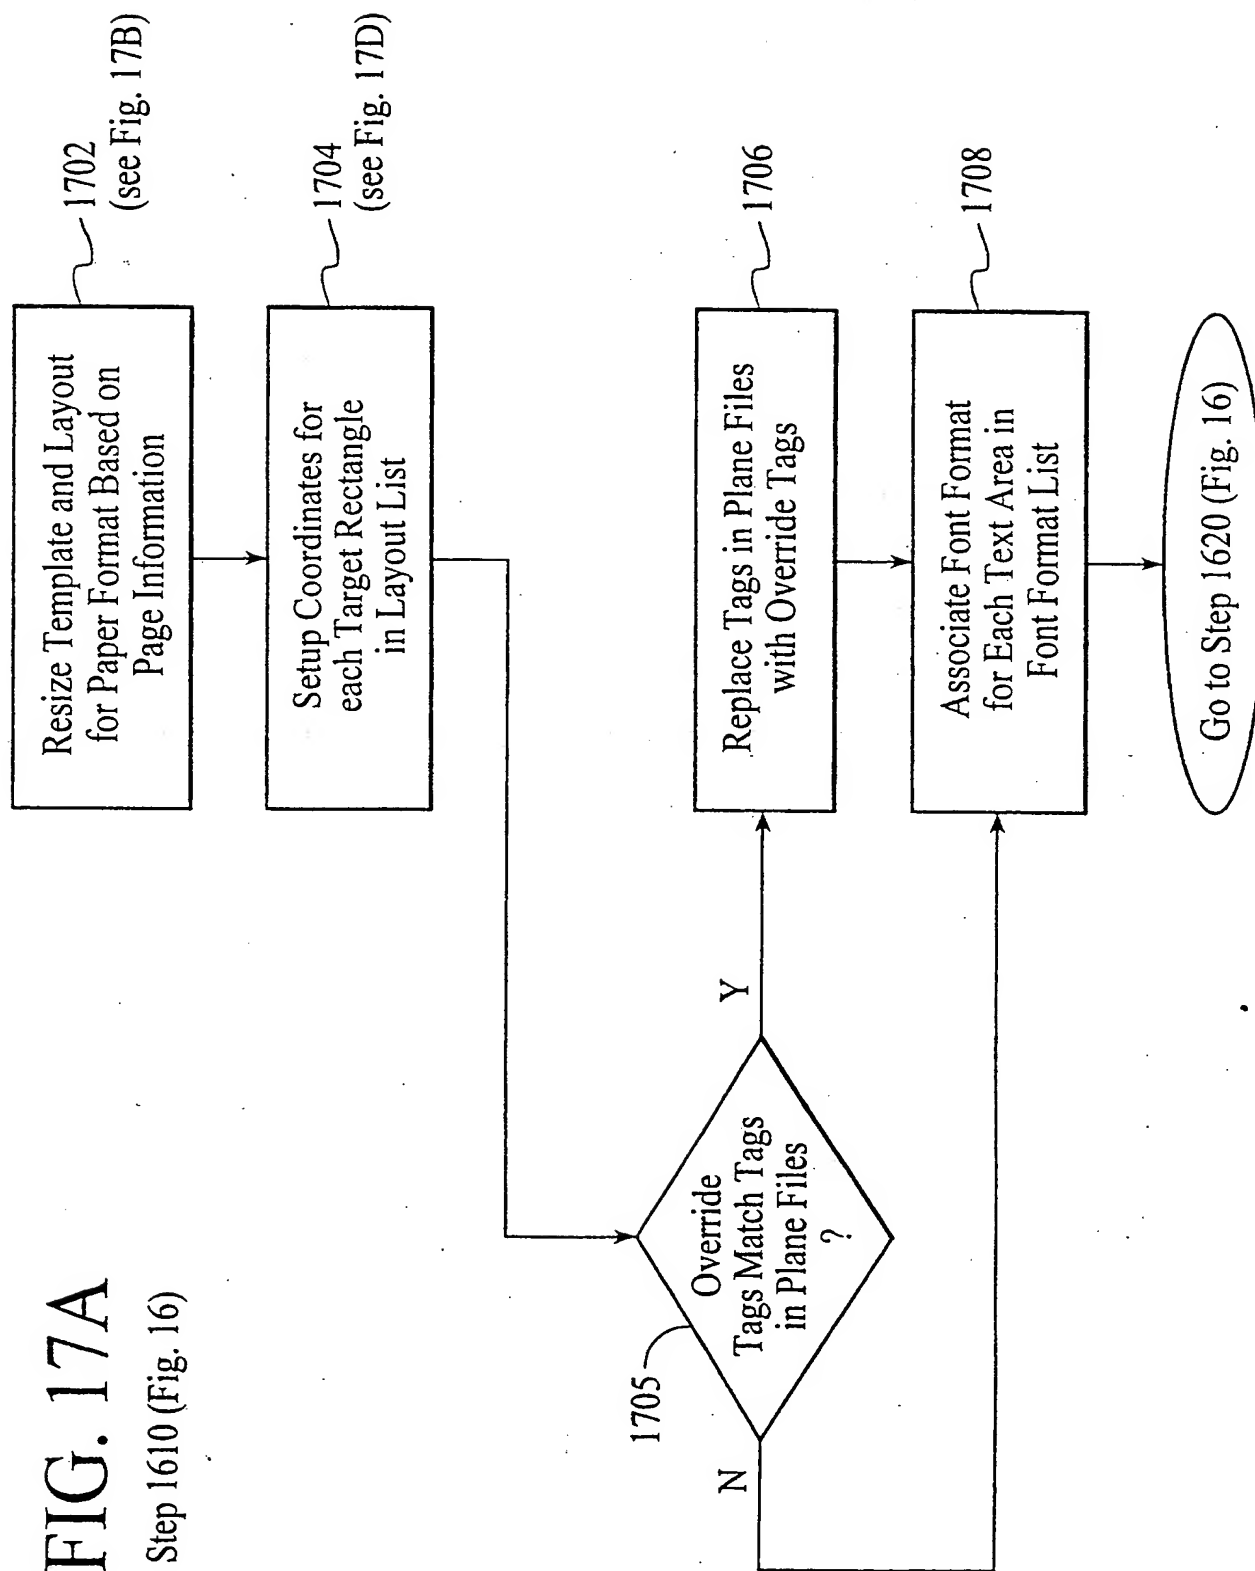 FIG. 17A
Step 1610 (Fig. 16)
Resize Template and Layout
for Paper Format Based on
Page Information
1702
(see Fig. 17B)
Setup Coordinates for
each Target Rectangle
in Layout List
1704
(see Fig. 17D)
1705
Override
Tags Match Tags
in Plane Files
?
Y
N
Replace Tags in Plane Files
with Override Tags
1706
Associate Font Format
for Each Text Area in
Font Format List
1708
Go to Step 1620 (Fig. 16)